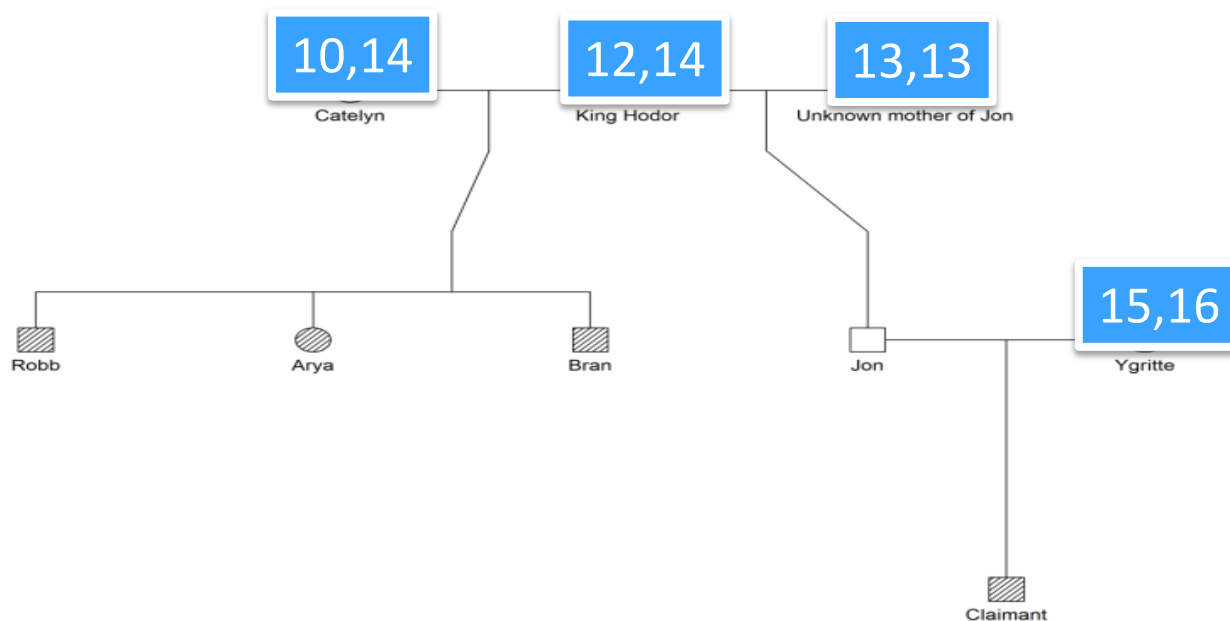 10,14
12,14
13,13
Catelyn
King Hodor
Unknown mother of Jon
15,16
Robb
Arya
Bran
Jon
Ygritte
Claimant